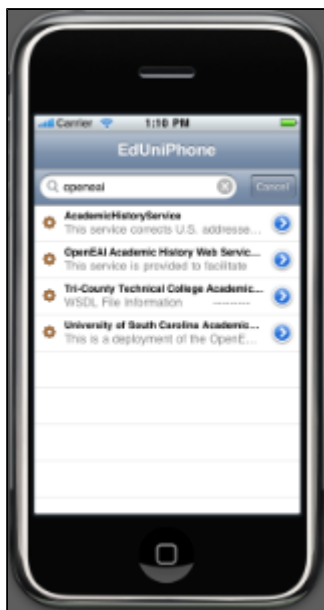 Carrier 1:10 PM
EdUniPhone
openeai Cancel
AcademicHistoryService
This service corrects U.S. addresse...
OpenEAI Academic History Web Servic...
This service is provided to facilitate
Tri-County Technical College Academic...
WSDL File Information ----------
University of South Carolina Academic...
This is a deployment of the OpenE...